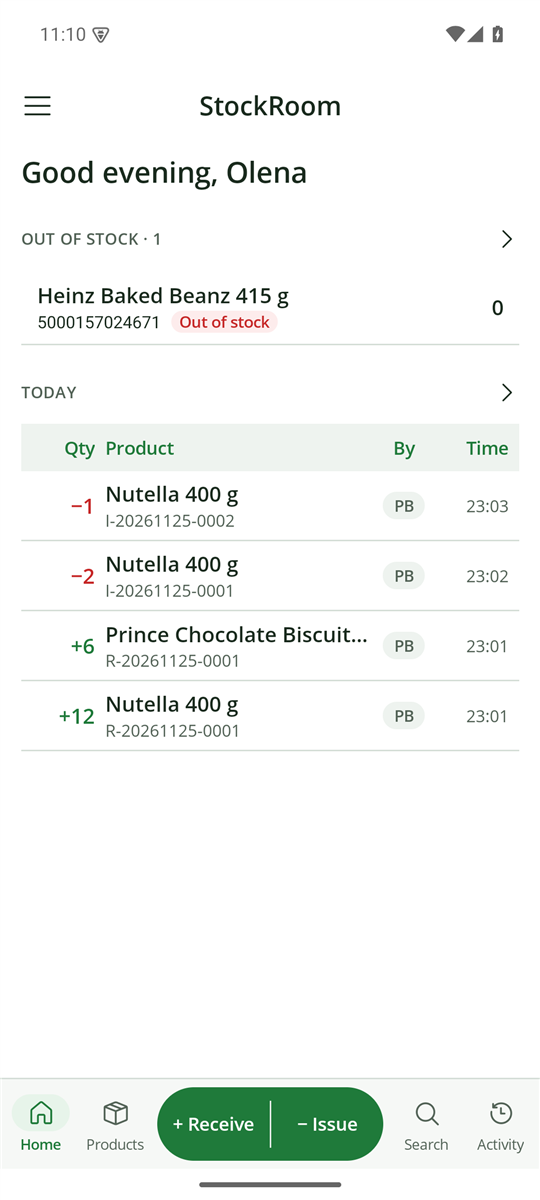 11:10
StockRoom
Good evening, Olena
OUT OF STOCK · 1
Heinz Baked Beanz 415 g
5000157024671 Out of stock
0
TODAY
Qty Product By Time
−1 Nutella 400 g PB 23:03
I-20261125-0002
−2 Nutella 400 g PB 23:02
I-20261125-0001
+6 Prince Chocolate Biscuit... PB 23:01
R-20261125-0001
+12 Nutella 400 g PB 23:01
R-20261125-0001
+ Receive − Issue
Home Products Search Activity